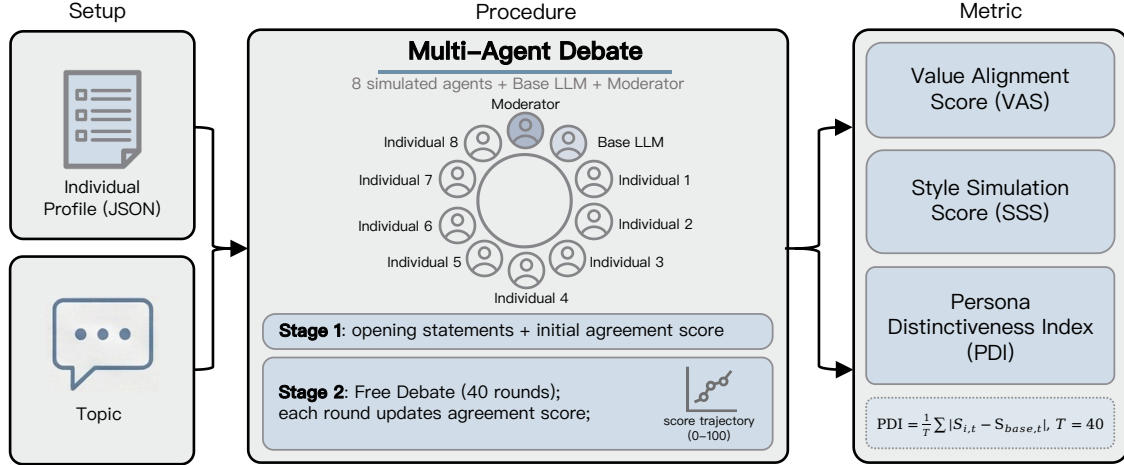 Setup
Procedure
Metric
Individual
Profile (JSON)
Topic
Multi-Agent Debate
8 simulated agents + Base LLM + Moderator
Moderator
Individual 8
Base LLM
Individual 7
Individual 1
Individual 6
Individual 2
Individual 5
Individual 3
Individual 4
Stage 1: opening statements + initial agreement score
Stage 2: Free Debate (40 rounds);
each round updates agreement score;
score trajectory
(0-100)
Value Alignment
Score (VAS)
Style Simulation
Score (SSS)
Persona
Distinctiveness Index
(PDI)
PDI = 1/T ∑ |S_{i,t} − S_{base,t}|, T = 40